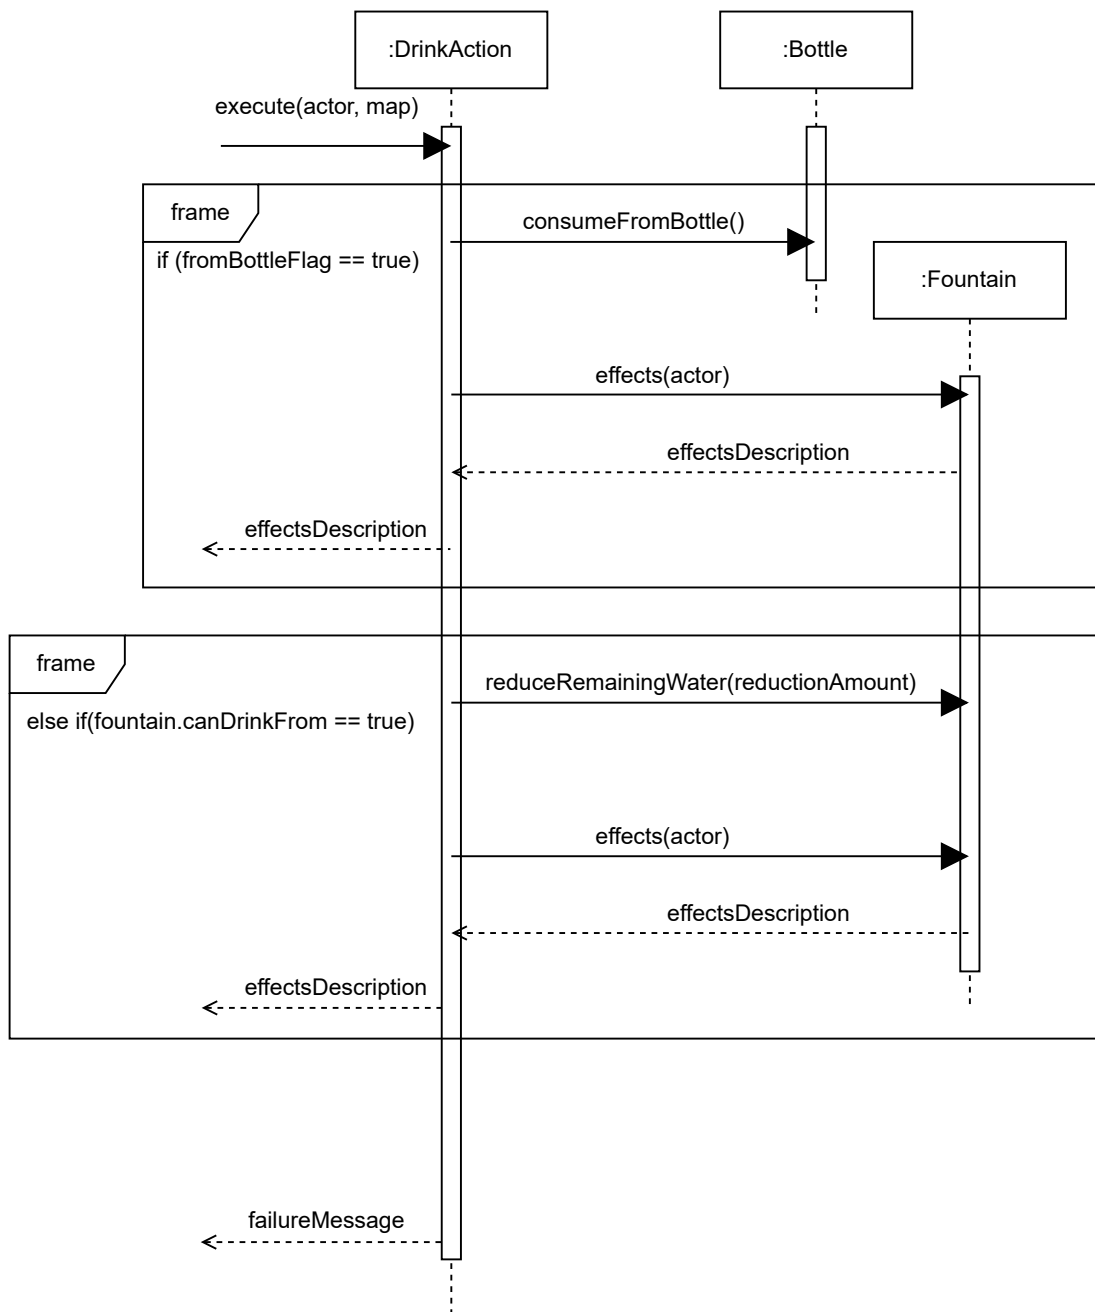 :DrinkAction
:Bottle
execute(actor, map)
frame
consumeFromBottle()
if (fromBottleFlag == true)
:Fountain
effects(actor)
effectsDescription
effectsDescription
frame
reduceRemainingWater(reductionAmount)
else if(fountain.canDrinkFrom == true)
effects(actor)
effectsDescription
effectsDescription
failureMessage